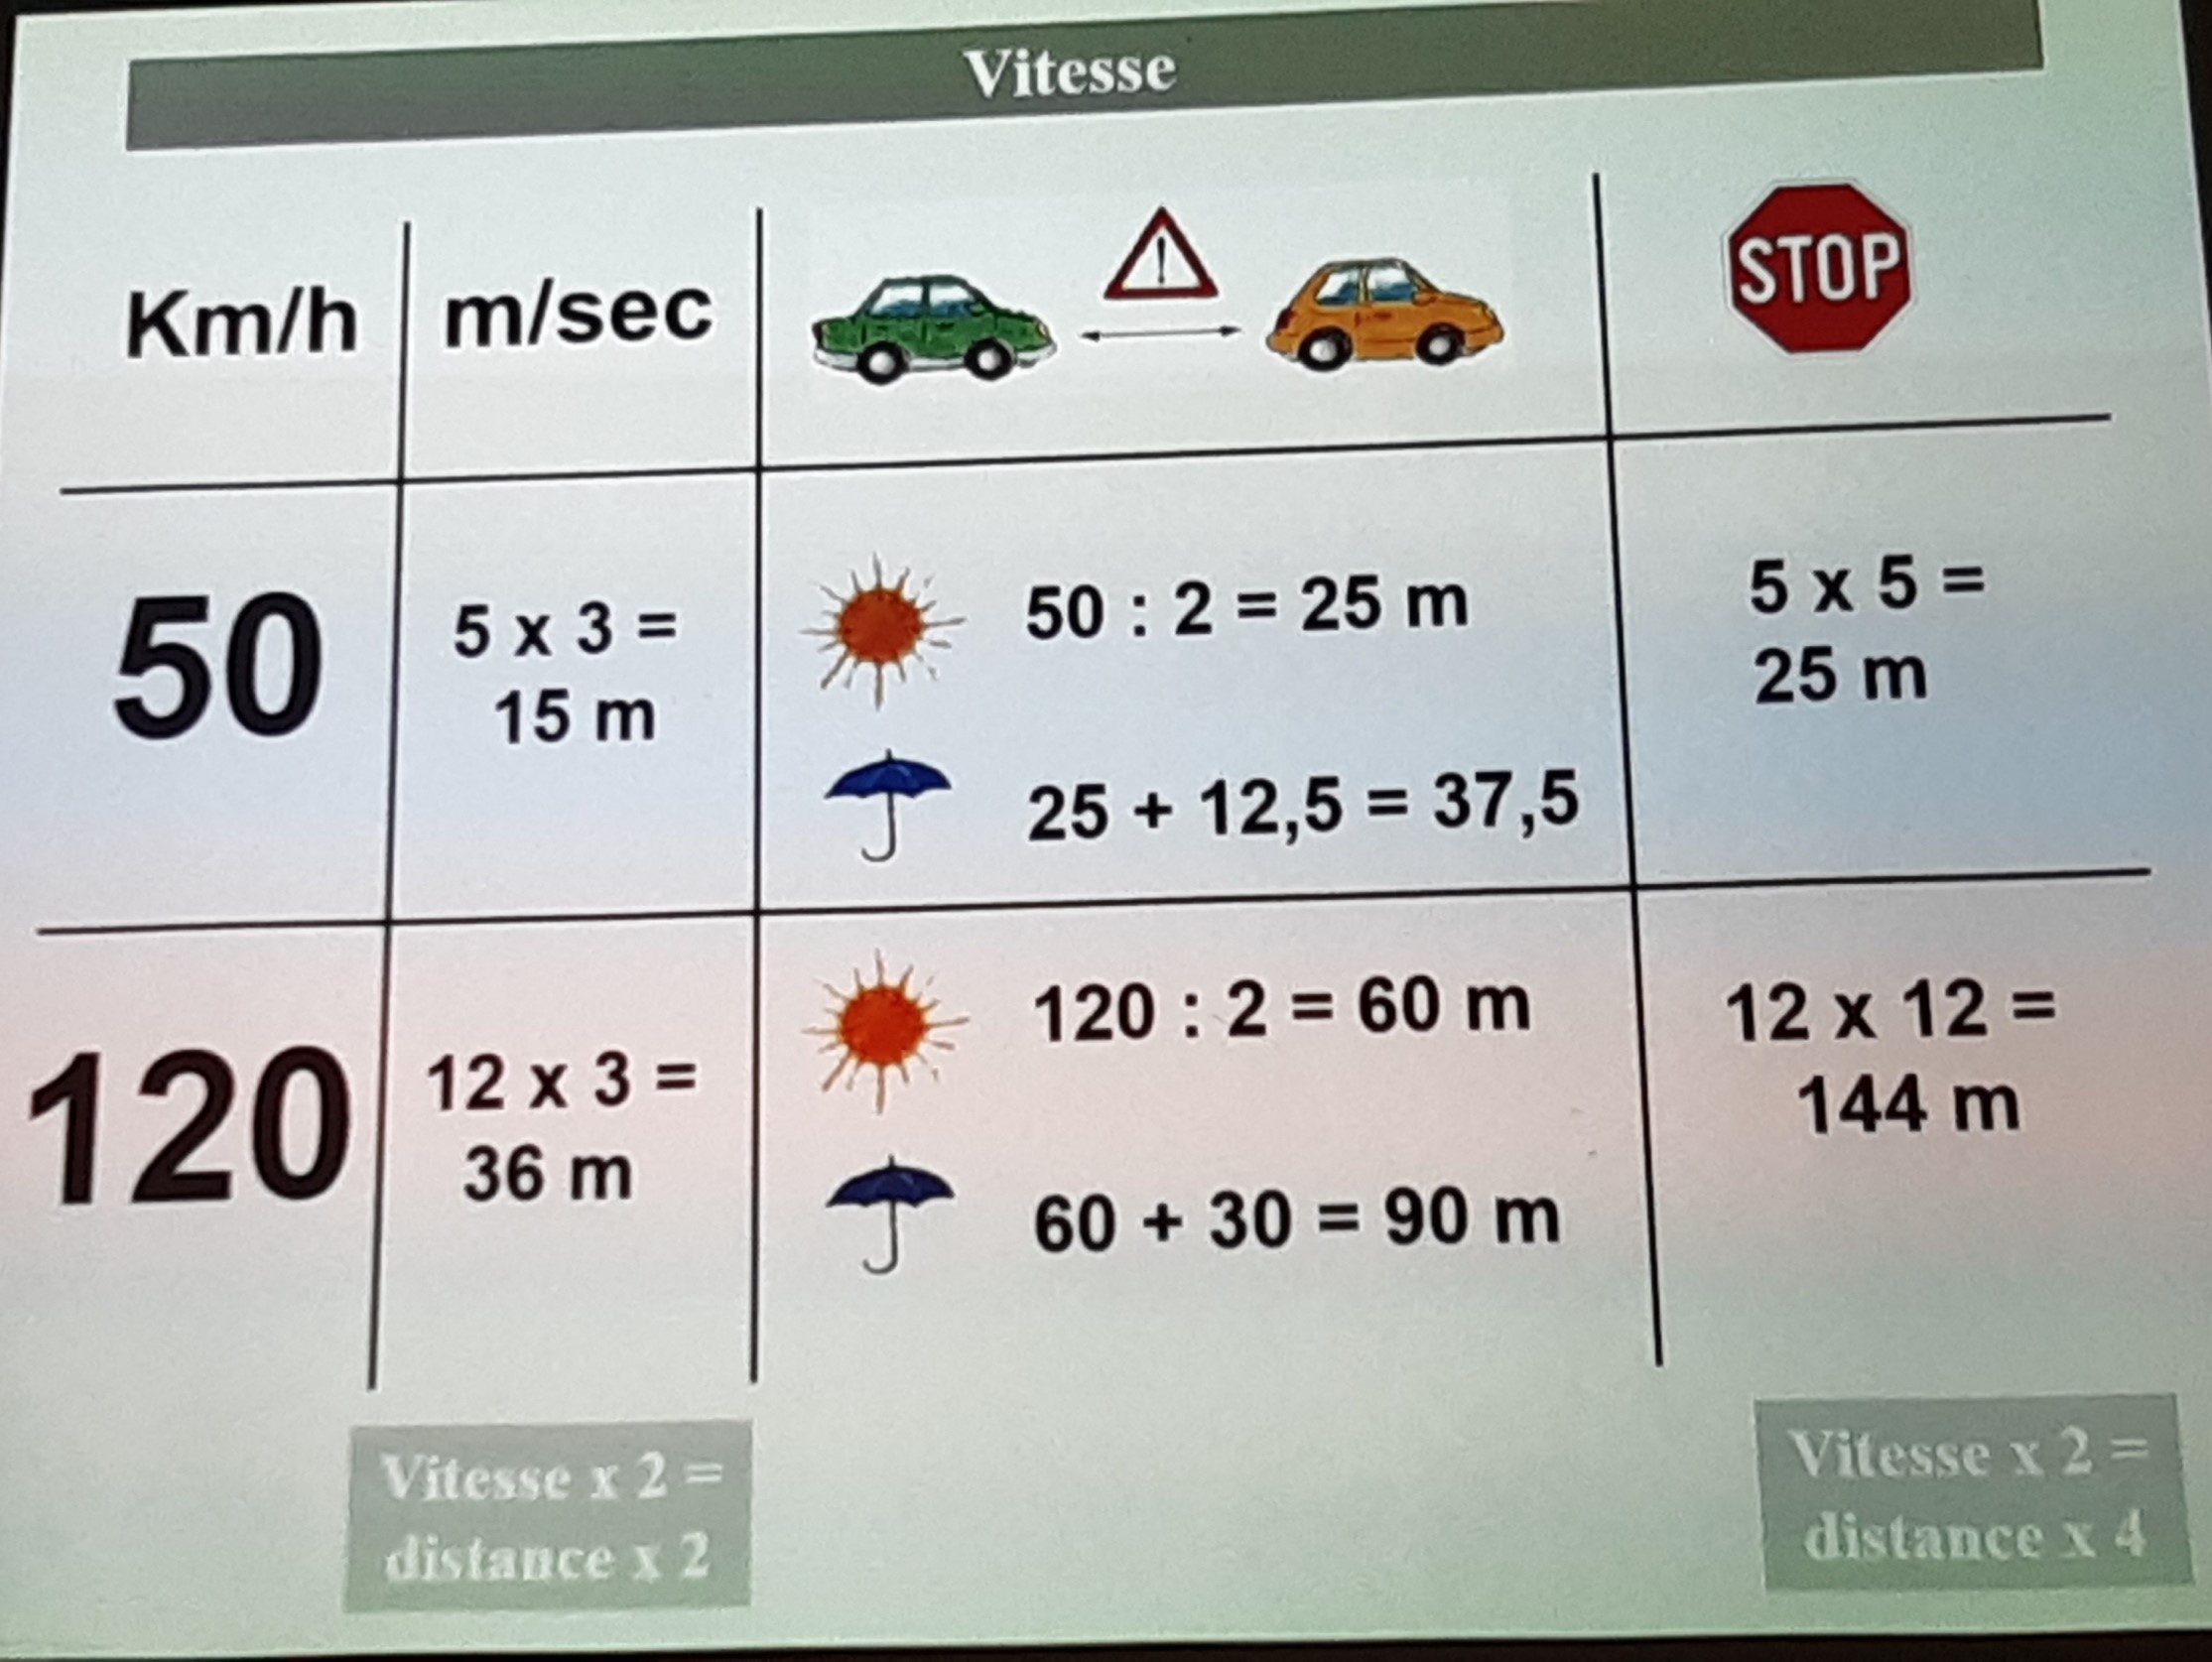 Vitesse
Km/h
m/sec
!
STOP
50
5 x 3 =
15 m
50 : 2 = 25 m
25 + 12,5 = 37,5
5 x 5 =
25 m
120
12 x 3 =
36 m
120 : 2 = 60 m
60 + 30 = 90 m
12 x 12 =
144 m
Vitesse x 2 =
distance x 2
Vitesse x 2 =
distance x 4